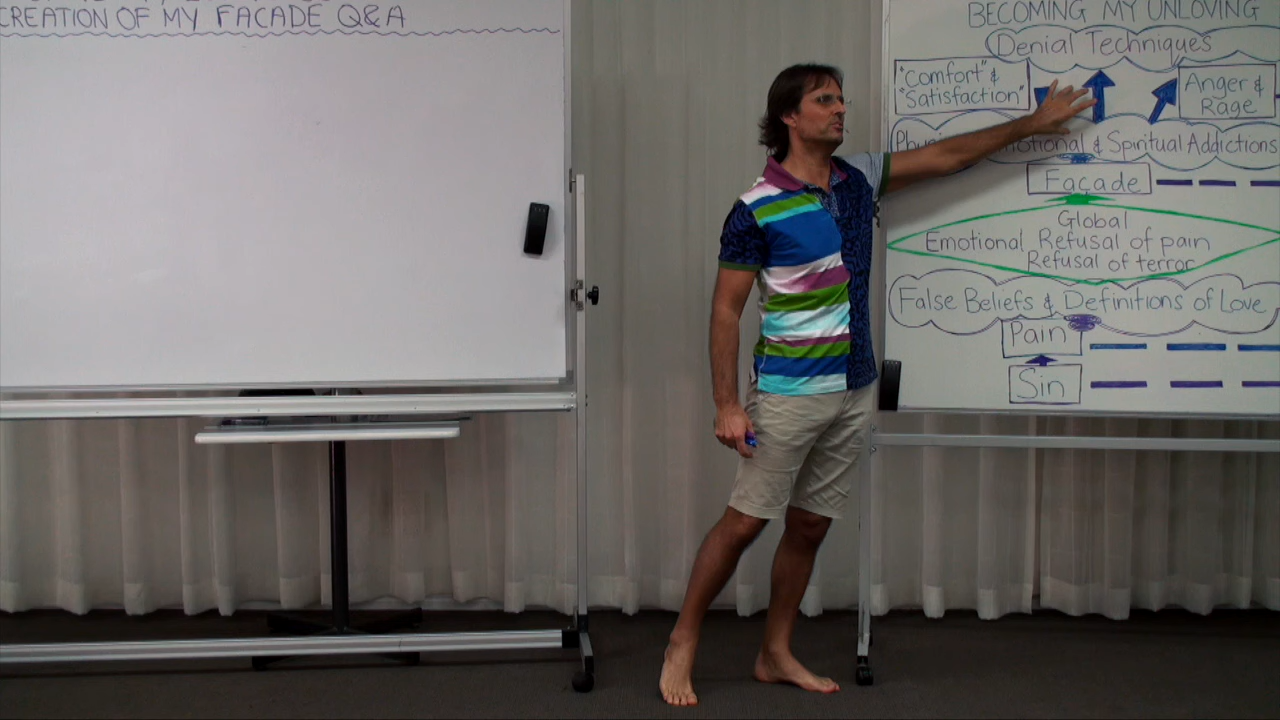 CREATION OF MY FACADE Q&A
BECOMING MY UNLOVING
Denial Techniques
"Comfort" &
"Satisfaction"
Anger &
Rage
& Spiritual Addictions
Façade
Global
Emotional Refusal of pain
Refusal of terror
False Beliefs & Definitions of Love
Pain
Sin